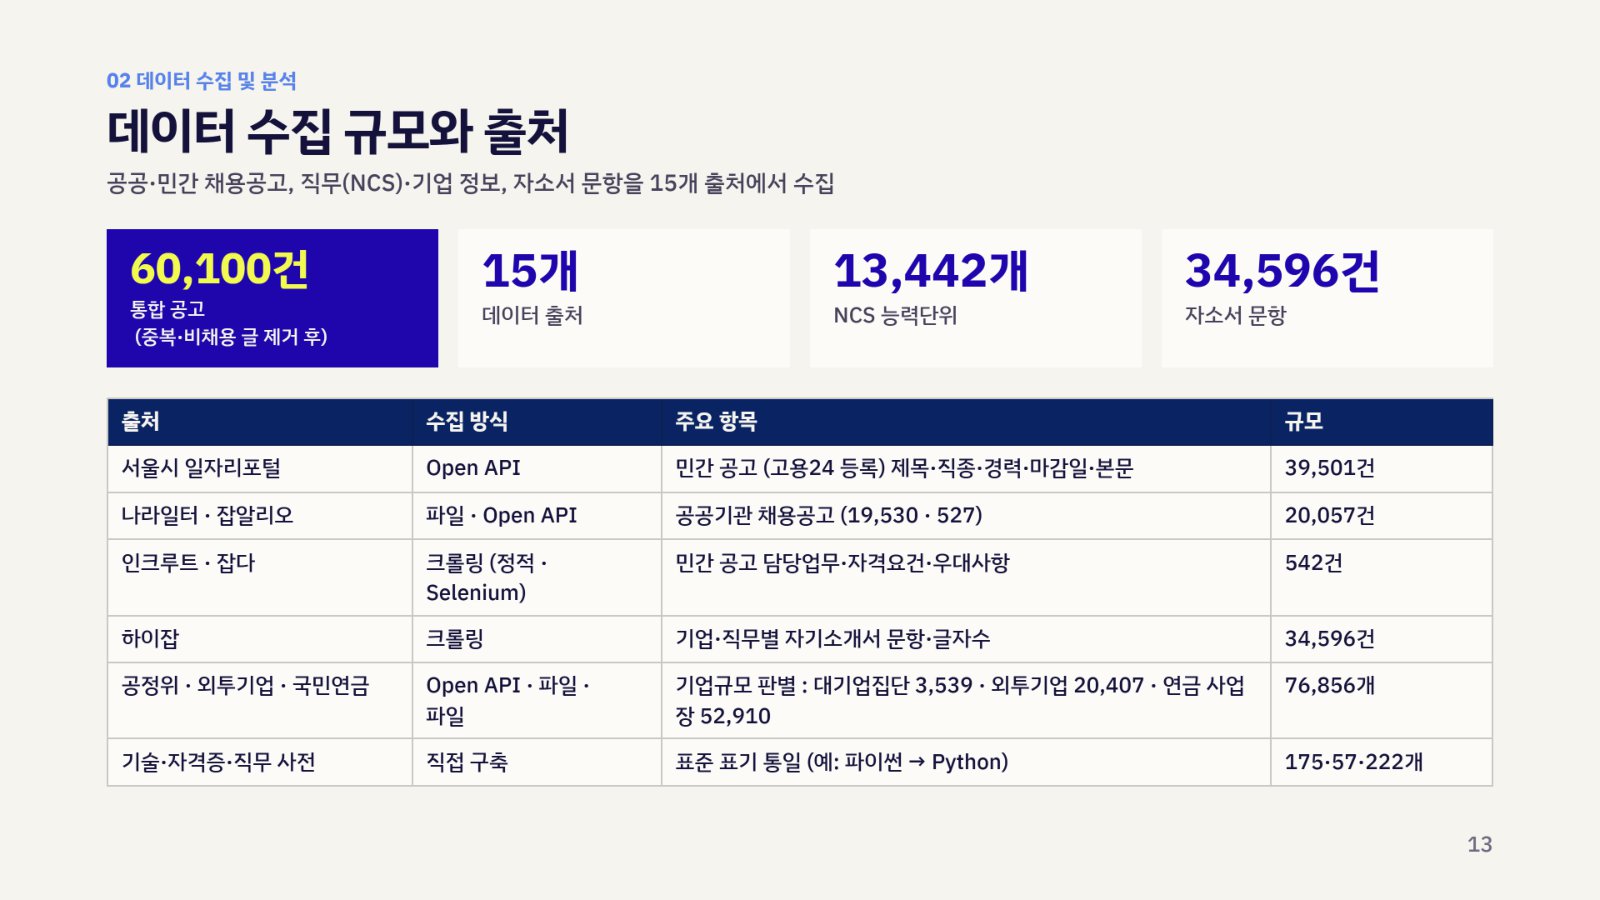 02 데이터 수집 및 분석
데이터 수집 규모와 출처
공공·민간 채용공고, 직무(NCS)·기업 정보, 자소서 문항을 15개 출처에서 수집
60,100건
통합 공고
(중복·비채용 글 제거 후)
15개
데이터 출처
13,442개
NCS 능력단위
34,596건
자소서 문항
출처 수집 방식 주요 항목 규모
서울시 일자리포털 Open API 민간 공고 (고용24 등록) 제목·직종·경력·마감일·본문 39,501건
나라일터 · 잡알리오 파일 · Open API 공공기관 채용공고 (19,530 · 527) 20,057건
인크루트 · 잡다 크롤링 (정적 · 민간 공고 담당업무·자격요건·우대사항 542건
Selenium)
하이잡 크롤링 기업·직무별 자기소개서 문항·글자수 34,596건
공정위 · 외투기업 · 국민연금 Open API · 파일 · 기업규모 판별 : 대기업집단 3,539 · 외투기업 20,407 · 연금 사업 76,856개
파일 장 52,910
기술·자격증·직무 사전 직접 구축 표준 표기 통일 (예: 파이썬 → Python) 175·57·222개
13